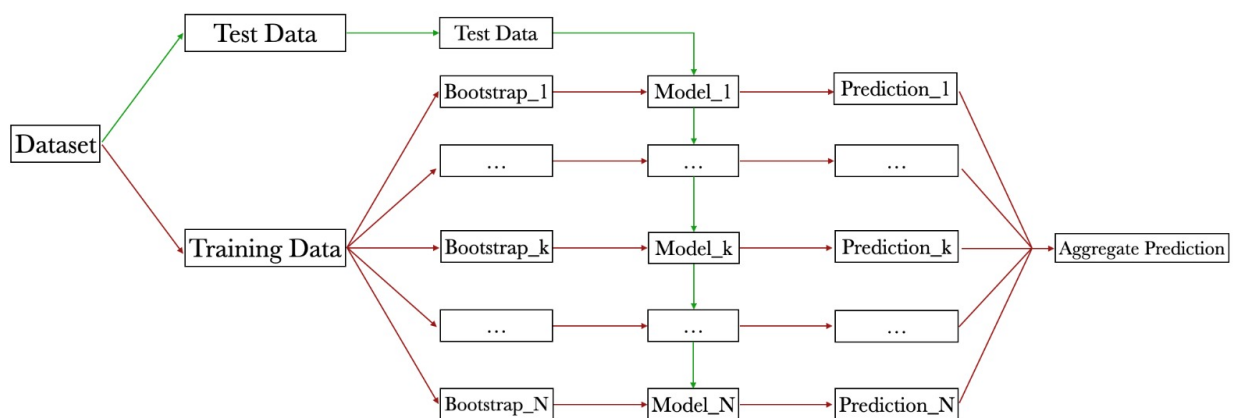 Test Data
Test Data
Bootstrap_1
Model_1
Prediction_1
Dataset
...
...
...
Training Data
Bootstrap_k
Model_k
Prediction_k
Aggregate Prediction
...
...
...
Bootstrap_N
Model_N
Prediction_N